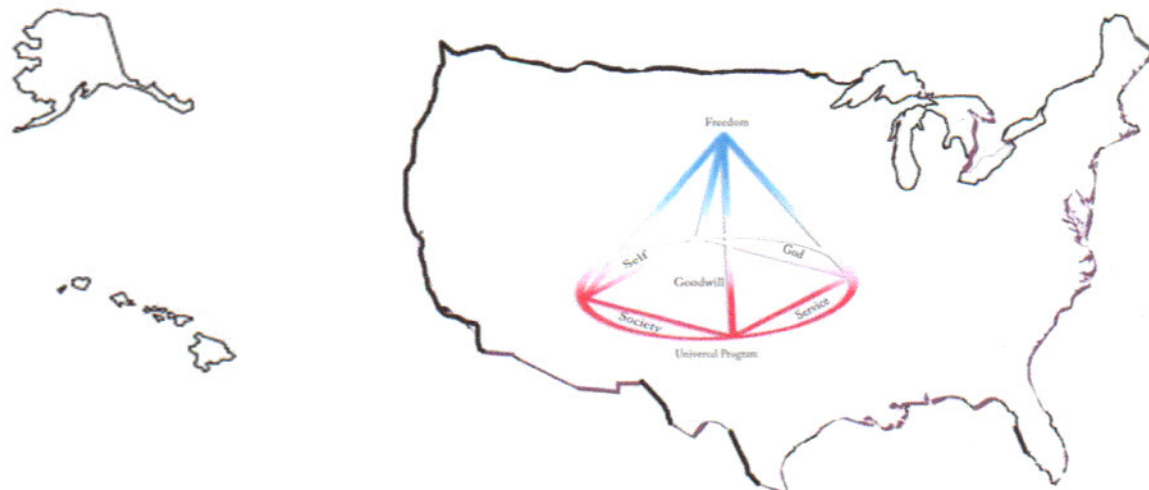 Freedom
Self
God
Goodwill
Society
Service
Universal Program